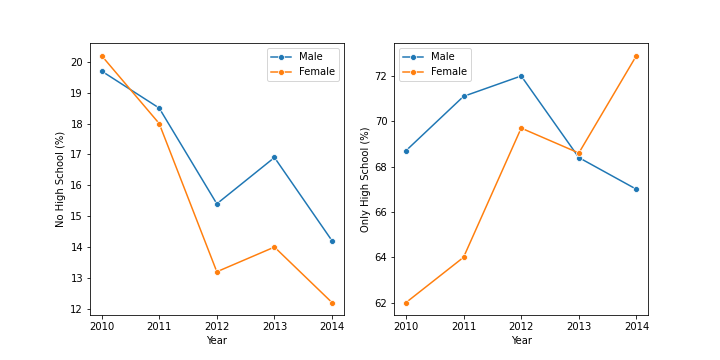 Male
Female
20
19
18
17
16
15
14
13
12
No High School (%)
2010 2011 2012 2013 2014
Year
Male
Female
72
70
68
66
64
62
Only High School (%)
2010 2011 2012 2013 2014
Year